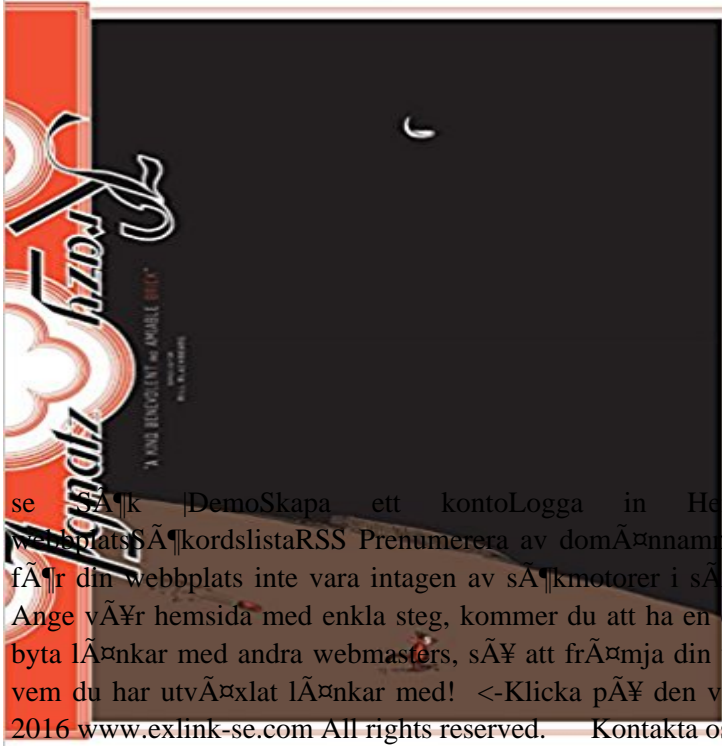 Krazy &
Ignatz
"A KIND BENEVOLENT AND AMIABLE BRICK"
BILL BLACKBEARD
se SÃ¶k |DemoSkapa ett kontoLogga in He
webbplatsSÃ¶kordslistaRSS Prenumerera av domÃ¤nnamn
fÃ¶r din webbplats inte vara intagen av sÃ¶kmotorer i sÃ
Ange vÃ¥r hemsida med enkla steg, kommer du att ha en
byta lÃ¤nkar med andra webmasters, sÃ¥ att frÃ¤mja din
vem du har utvÃ¤xlat lÃ¤nkar med! <-Klicka pÃ¥ den v
2016 www.exlink-se.com All rights reserved. Kontakta o